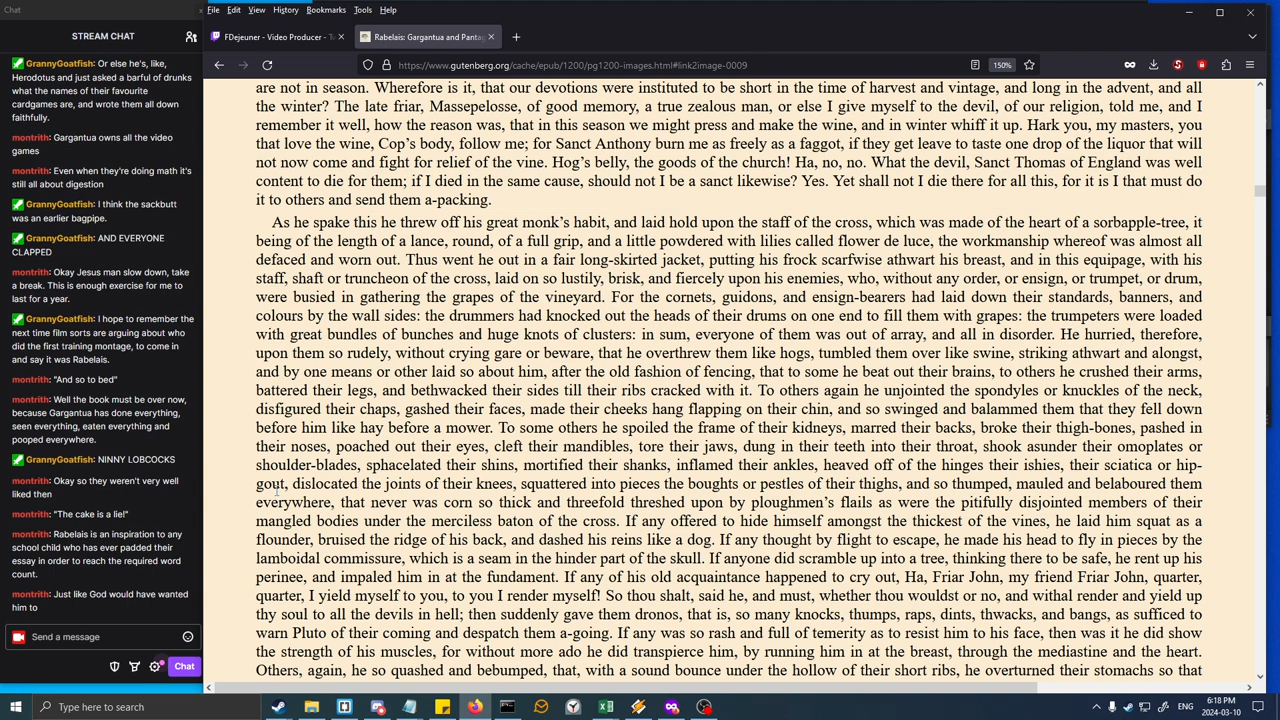 Chat
STREAM CHAT
GrannyGoatfish: Or else he's, like,
Herodotus and just asked a barful of drunks
what the names of their favourite
cardgames are, and wrote them all down
faithfully.
montrith: Gargantua owns all the video
games
montrith: Even when they're doing math it's
still all about digestion
GrannyGoatfish: I think the sackbutt
was an earlier bagpipe.
GrannyGoatfish: AND EVERYONE
CLAPPED
montrith: Okay Jesus man slow down, take
a break. This is enough exercise for me to
last for a year.
GrannyGoatfish: I hope to remember the
next time film sorts are arguing about who
did the first training montage, to come in
and say it was Rabelais.
montrith: "And so to bed"
montrith: Well the book must be over now,
because Gargantua has done everything,
seen everything, eaten everything and
pooped everywhere.
GrannyGoatfish: NINNY LOBCOCKS
montrith: Okay so they weren't very well
liked then
montrith: "The cake is a lie!"
montrith: Rabelais is an inspiration to any
school child who has ever padded their
essay in order to reach the required word
count.
montrith: Just like God would have wanted
him to
Send a message
Chat
File Edit View History Bookmarks Tools Help
FDejeuner - Video Producer - Tw
Rabelais: Gargantua and Pantag
https://www.gutenberg.org/cache/epub/1200/pg1200-images.html#link2image-0009
150%
are not in season. Wherefore is it, that our devotions were instituted to be short in the time of harvest and vintage, and long in the advent, and all
the winter? The late friar, Massepelosse, of good memory, a true zealous man, or else I give myself to the devil, of our religion, told me, and I
remember it well, how the reason was, that in this season we might press and make the wine, and in winter whiff it up. Hark you, my masters, you
that love the wine, Cop's body, follow me; for Sanct Anthony burn me as freely as a faggot, if they get leave to taste one drop of the liquor that will
not now come and fight for relief of the vine. Hog's belly, the goods of the church! Ha, no, no. What the devil, Sanct Thomas of England was well
content to die for them; if I died in the same cause, should not I be a sanct likewise? Yes. Yet shall not I die there for all this, for it is I that must do
it to others and send them a-packing.
As he spake this he threw off his great monk's habit, and laid hold upon the staff of the cross, which was made of the heart of a sorbapple-tree, it
being of the length of a lance, round, of a full grip, and a little powdered with lilies called flower de luce, the workmanship whereof was almost all
defaced and worn out. Thus went he out in a fair long-skirted jacket, putting his frock scarfwise athwart his breast, and in this equipage, with his
staff, shaft or truncheon of the cross, laid on so lustily, brisk, and fiercely upon his enemies, who, without any order, or ensign, or trumpet, or drum,
were busied in gathering the grapes of the vineyard. For the cornets, guidons, and ensign-bearers had laid down their standards, banners, and
colours by the wall sides: the drummers had knocked out the heads of their drums on one end to fill them with grapes: the trumpeters were loaded
with great bundles of bunches and huge knots of clusters: in sum, everyone of them was out of array, and all in disorder. He hurried, therefore,
upon them so rudely, without crying gare or beware, that he overthrew them like hogs, tumbled them over like swine, striking athwart and alongst,
and by one means or other laid so about him, after the old fashion of fencing, that to some he beat out their brains, to others he crushed their arms,
battered their legs, and bethwacked their sides till their ribs cracked with it. To others again he unjointed the spondyles or knuckles of the neck,
disfigured their chaps, gashed their faces, made their cheeks hang flapping on their chin, and so swinged and balammed them that they fell down
before him like hay before a mower. To some others he spoiled the frame of their kidneys, marred their backs, broke their thigh-bones, pashed in
their noses, poached out their eyes, cleft their mandibles, tore their jaws, dung in their teeth into their throat, shook asunder their omoplates or
shoulder-blades, sphacelated their shins, mortified their shanks, inflamed their ankles, heaved off of the hinges their ishies, their sciatica or hip-
gout, dislocated the joints of their knees, squattered into pieces the boughts or pestles of their thighs, and so thumped, mauled and belaboured them
everywhere, that never was corn so thick and threefold threshed upon by ploughmen's flails as were the pitifully disjointed members of their
mangled bodies under the merciless baton of the cross. If any offered to hide himself amongst the thickest of the vines, he laid him squat as a
flounder, bruised the ridge of his back, and dashed his reins like a dog. If any thought by flight to escape, he made his head to fly in pieces by the
lamboidal commissure, which is a seam in the hinder part of the skull. If anyone did scramble up into a tree, thinking there to be safe, he rent up his
perinee, and impaled him in at the fundament. If any of his old acquaintance happened to cry out, Ha, Friar John, my friend Friar John, quarter,
quarter, I yield myself to you, to you I render myself! So thou shalt, said he, and must, whether thou wouldst or no, and withal render and yield up
thy soul to all the devils in hell; then suddenly gave them dronos, that is, so many knocks, thumps, raps, dints, thwacks, and bangs, as sufficed to
warn Pluto of their coming and despatch them a-going. If any was so rash and full of temerity as to resist him to his face, then was it he did show
the strength of his muscles, for without more ado he did transpierce him, by running him in at the breast, through the mediastine and the heart.
Others, again, he so quashed and bebumped, that, with a sound bounce under the hollow of their short ribs, he overturned their stomachs so that
Type here to search
ENG
6:18 PM
2024-03-10